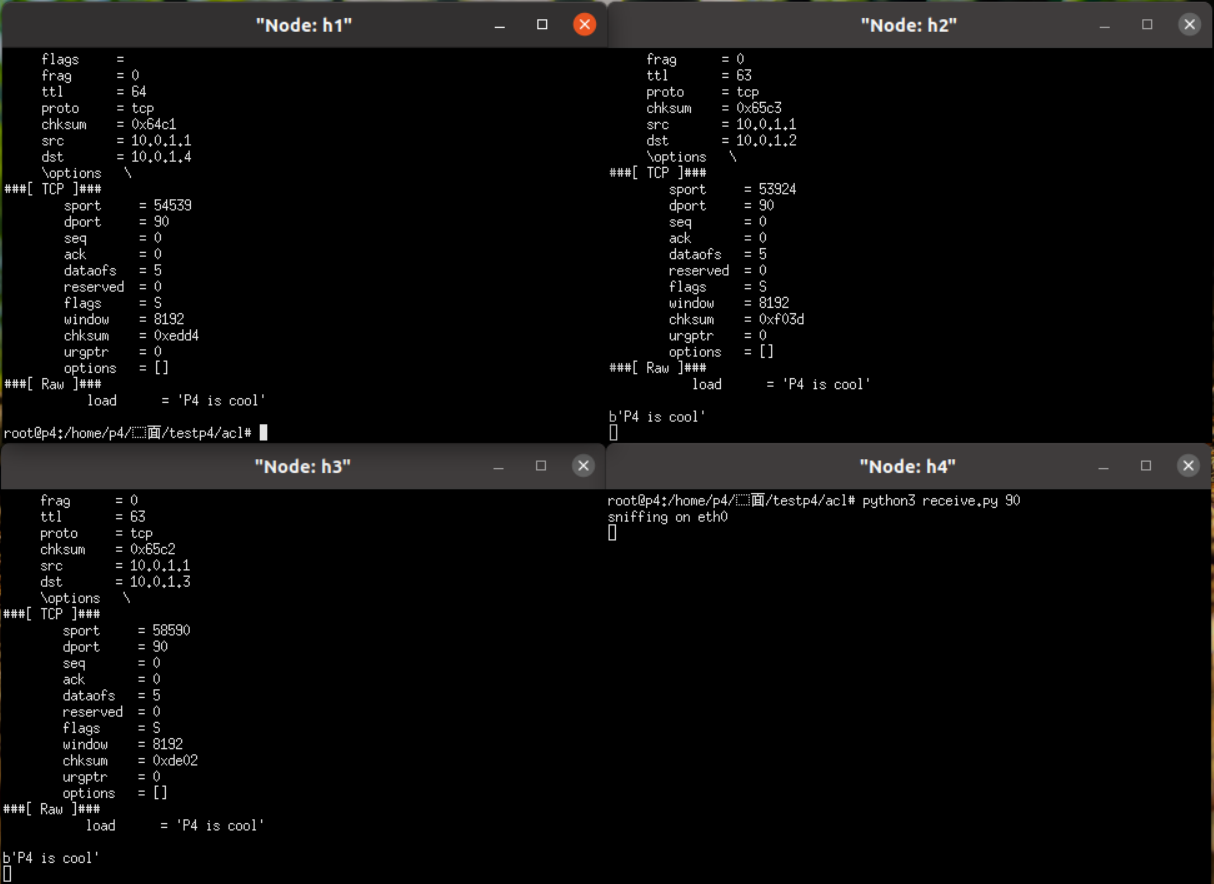 "Node: h1"
flags =
frag = 0
ttl = 64
proto = tcp
chksum = 0x64c1
src = 10.0.1.1
dst = 10.0.1.4
\options \
###[ TCP ]###
sport = 54539
dport = 90
seq = 0
ack = 0
dataofs = 5
reserved = 0
flags = S
window = 8192
chksum = 0xedd4
urgptr = 0
options = []
###[ Raw ]###
load = 'P4 is cool'
root@p4:/home/p4/⬚面/testp4/acl#
"Node: h2"
frag = 0
ttl = 63
proto = tcp
chksum = 0x65c3
src = 10.0.1.1
dst = 10.0.1.2
\options \
###[ TCP ]###
sport = 53924
dport = 90
seq = 0
ack = 0
dataofs = 5
reserved = 0
flags = S
window = 8192
chksum = 0xf03d
urgptr = 0
options = []
###[ Raw ]###
load = 'P4 is cool'
b'P4 is cool'
"Node: h3"
frag = 0
ttl = 63
proto = tcp
chksum = 0x65c2
src = 10.0.1.1
dst = 10.0.1.3
\options \
###[ TCP ]###
sport = 58590
dport = 90
seq = 0
ack = 0
dataofs = 5
reserved = 0
flags = S
window = 8192
chksum = 0xde02
urgptr = 0
options = []
###[ Raw ]###
load = 'P4 is cool'
b'P4 is cool'
"Node: h4"
root@p4:/home/p4/⬚面/testp4/acl# python3 receive.py 90
sniffing on eth0